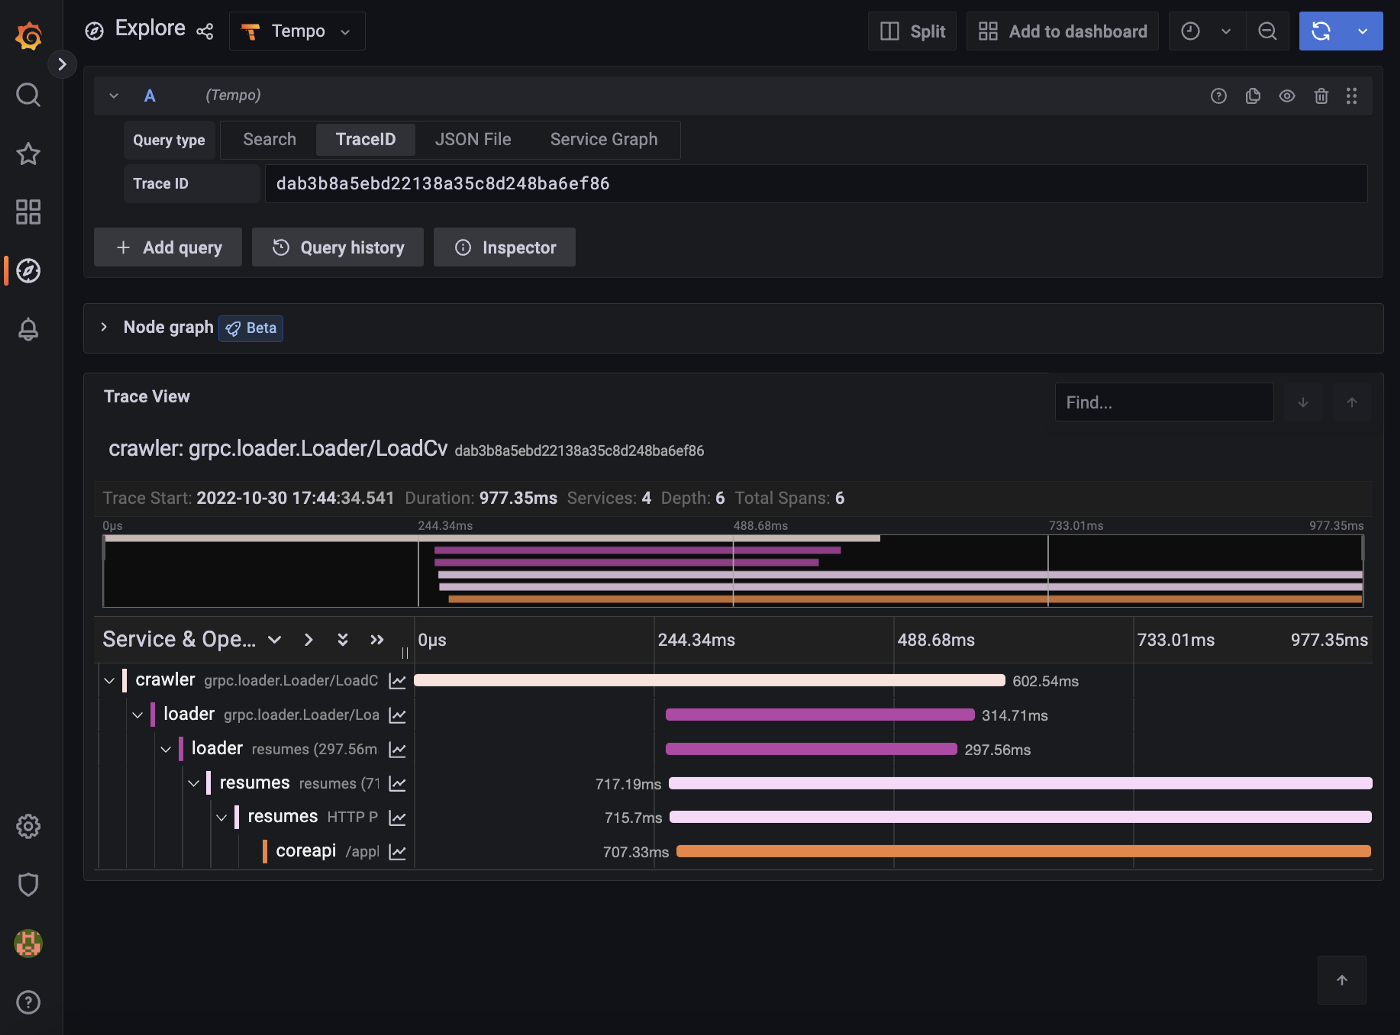 Explore Tempo Split Add to dashboard
A (Tempo)
Query type Search TraceID JSON File Service Graph
Trace ID dab3b8a5ebd22138a35c8d248ba6ef86
Add query Query history Inspector
Node graph Beta
Trace View Find...
crawler: grpc.loader.Loader/LoadCv dab3b8a5ebd22138a35c8d248ba6ef86
Trace Start: 2022-10-30 17:44:34.541 Duration: 977.35ms Services: 4 Depth: 6 Total Spans: 6
0μs 244.34ms 488.68ms 733.01ms 977.35ms
Service & Ope... 0μs 244.34ms 488.68ms 733.01ms 977.35ms
crawler grpc.loader.Loader/LoadC 602.54ms
loader grpc.loader.Loader/Loa 314.71ms
loader resumes (297.56m 297.56ms
resumes resumes (71 717.19ms
resumes HTTP P 715.7ms
coreapi /appl 707.33ms